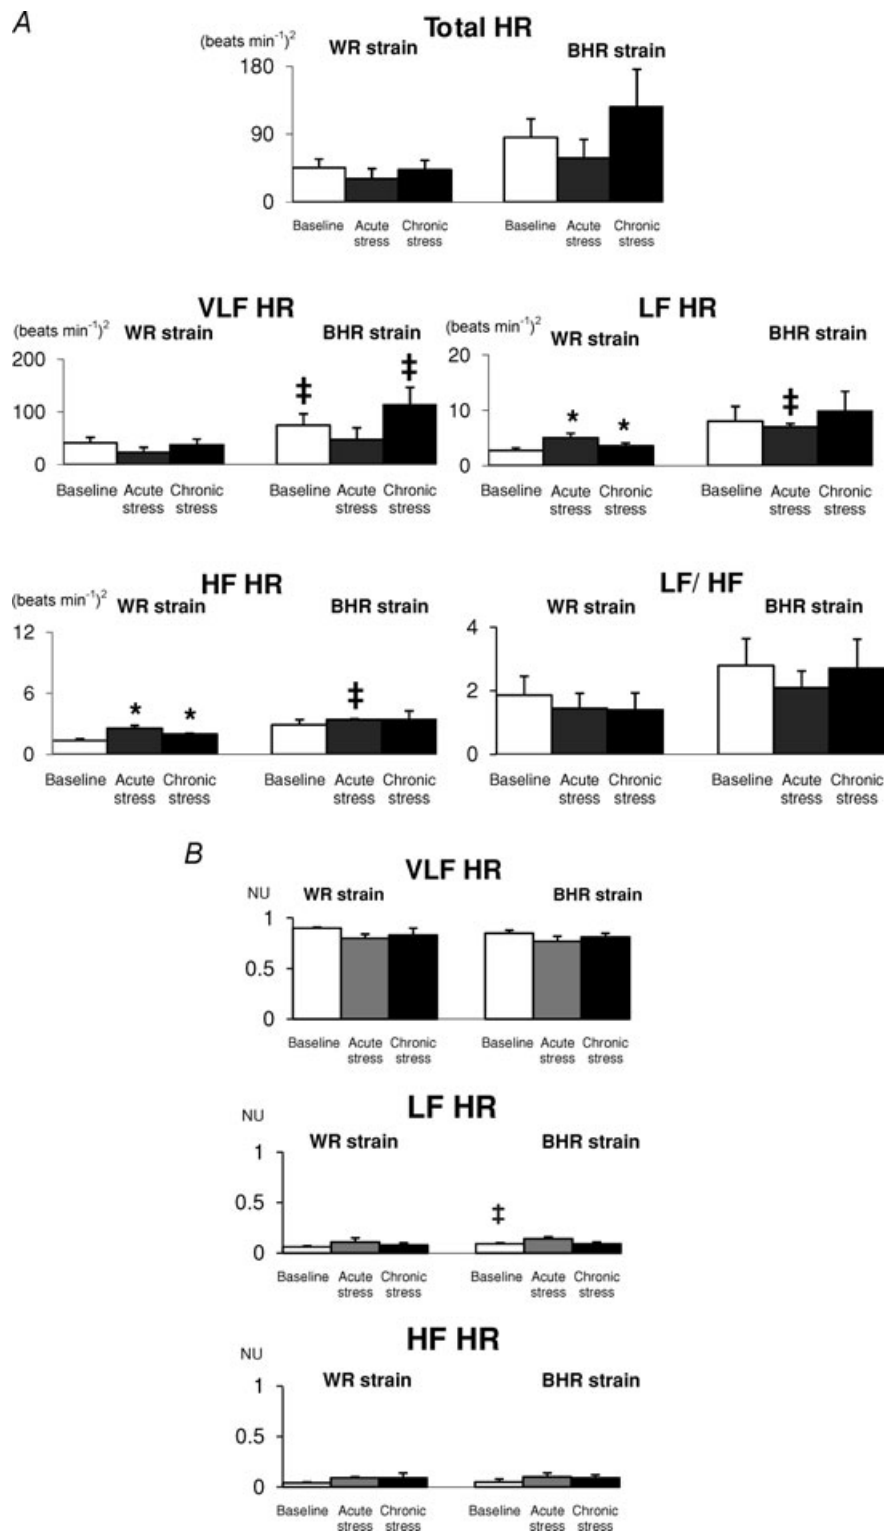 A
Total HR
(beats min⁻¹)²
WR strain
BHR strain
180
90
0
Baseline Acute stress Chronic stress
Baseline Acute stress Chronic stress
VLF HR
(beats min⁻¹)²
WR strain
BHR strain
200
100
0
‡ ‡
Baseline Acute stress Chronic stress
Baseline Acute stress Chronic stress
LF HR
(beats min⁻¹)²
WR strain
BHR strain
20
10
0
* * ‡
Baseline Acute stress Chronic stress
Baseline Acute stress Chronic stress
HF HR
(beats min⁻¹)²
WR strain
BHR strain
12
6
0
* * ‡
Baseline Acute stress Chronic stress
Baseline Acute stress Chronic stress
LF/ HF
WR strain
BHR strain
4
2
0
Baseline Acute stress Chronic stress
Baseline Acute stress Chronic stress
B
VLF HR
NU
WR strain
BHR strain
1
0.5
0
Baseline Acute stress Chronic stress
Baseline Acute stress Chronic stress
LF HR
NU
WR strain
BHR strain
1
0.5
0
‡
Baseline Acute stress Chronic stress
Baseline Acute stress Chronic stress
HF HR
NU
WR strain
BHR strain
1
0.5
0
Baseline Acute stress Chronic stress
Baseline Acute stress Chronic stress